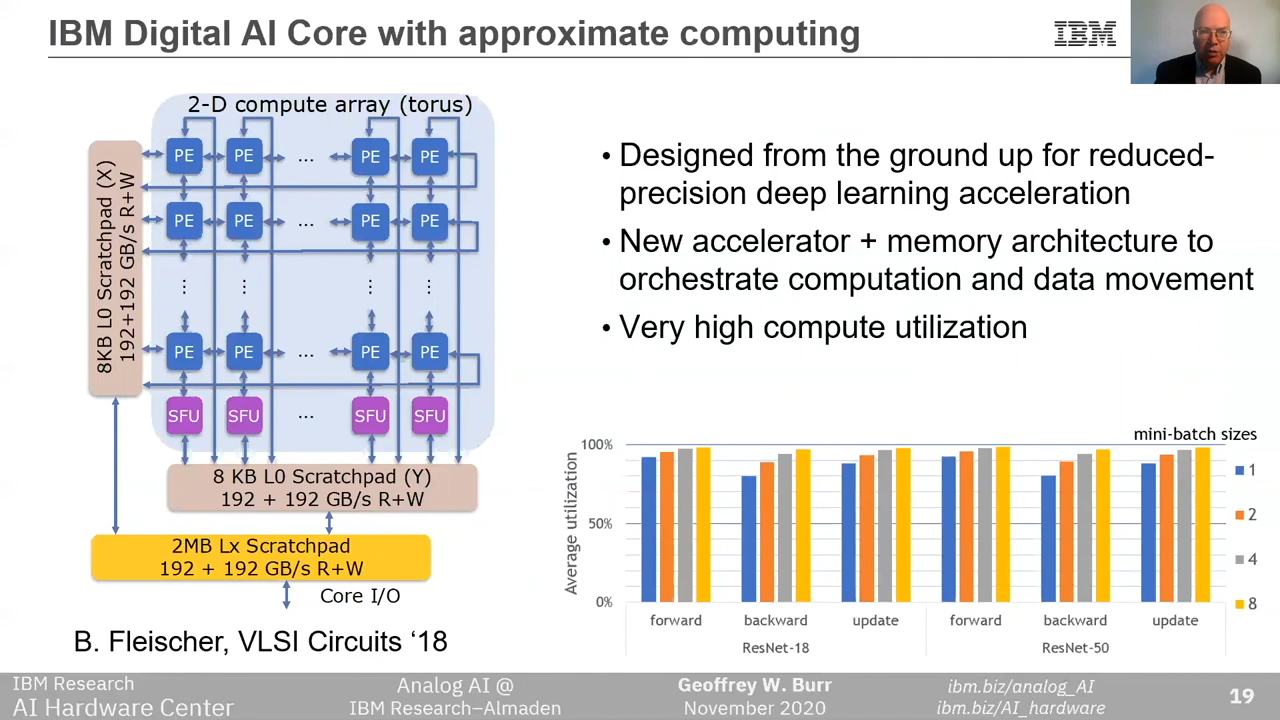 IBM Digital AI Core with approximate computing
IBM
2-D compute array (torus)
8KB L0 Scratchpad (X)
192+192 GB/s R+W
PE PE ... PE PE
PE PE ... PE PE
⋮ ⋮ ⋮ ⋮
PE PE ... PE PE
SFU SFU ... SFU SFU
8 KB L0 Scratchpad (Y)
192 + 192 GB/s R+W
2MB Lx Scratchpad
192 + 192 GB/s R+W
Core I/O
B. Fleischer, VLSI Circuits ‘18
• Designed from the ground up for reduced-
precision deep learning acceleration
• New accelerator + memory architecture to
orchestrate computation and data movement
• Very high compute utilization
mini-batch sizes
Average utilization
100%
50%
0%
1
2
4
8
forward backward update forward backward update
ResNet-18 ResNet-50
IBM Research
AI Hardware Center
Analog AI @
IBM Research–Almaden
Geoffrey W. Burr
November 2020
ibm.biz/analog_AI
ibm.biz/AI_hardware
19